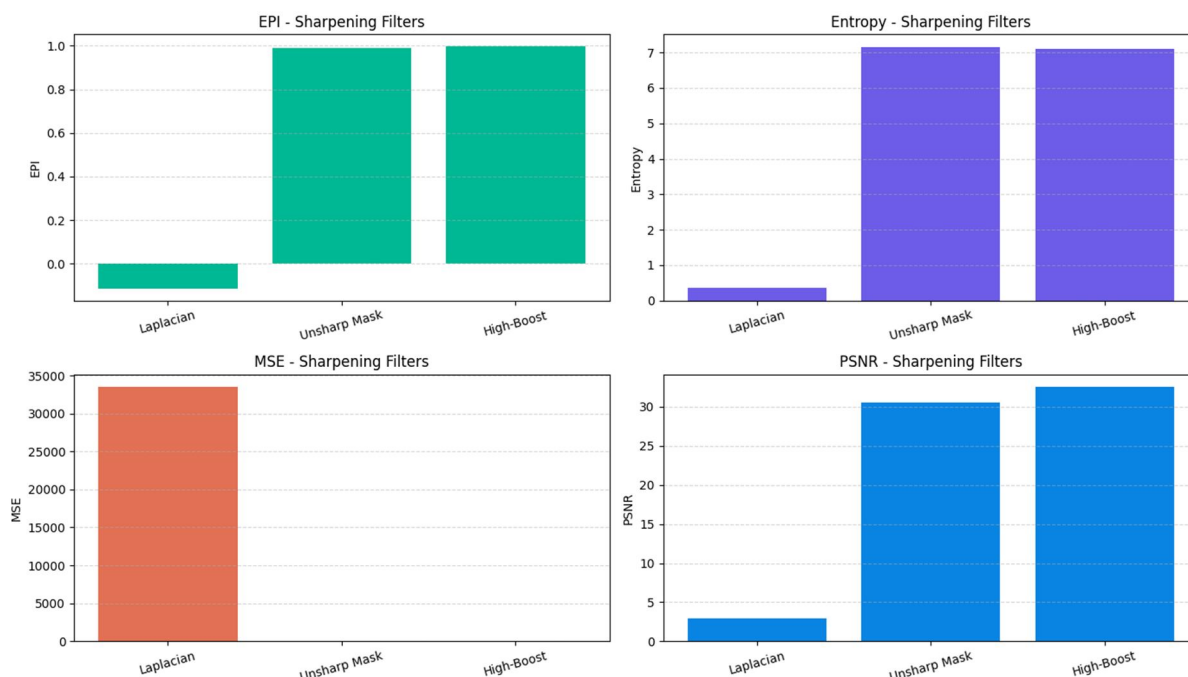 EPI - Sharpening Filters
EPI
1.0
0.8
0.6
0.4
0.2
0.0
Laplacian
Unsharp Mask
High-Boost
Entropy - Sharpening Filters
Entropy
7
6
5
4
3
2
1
0
Laplacian
Unsharp Mask
High-Boost
MSE - Sharpening Filters
MSE
35000
30000
25000
20000
15000
10000
5000
0
Laplacian
Unsharp Mask
High-Boost
PSNR - Sharpening Filters
PSNR
30
25
20
15
10
5
0
Laplacian
Unsharp Mask
High-Boost